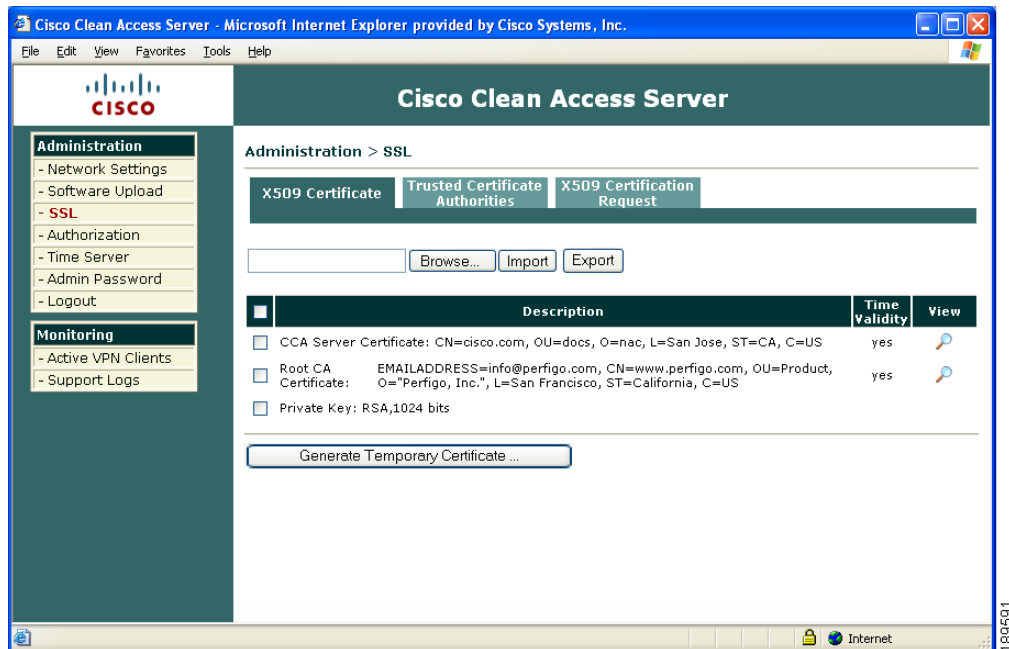 Cisco Clean Access Server - Microsoft Internet Explorer provided by Cisco Systems, Inc.
File Edit View Favorites Tools Help
CISCO
Cisco Clean Access Server
Administration
- Network Settings
- Software Upload
- SSL
- Authorization
- Time Server
- Admin Password
- Logout
Monitoring
- Active VPN Clients
- Support Logs
Administration > SSL
X509 Certificate
Trusted Certificate
Authorities
X509 Certification
Request
Browse... Import Export
Description
Time
Validity
View
CCA Server Certificate: CN=cisco.com, OU=docs, O=nac, L=San Jose, ST=CA, C=US yes
Root CA
Certificate:
EMAILADDRESS=info@perfigo.com, CN=www.perfigo.com, OU=Product,
O="Perfigo, Inc.", L=San Francisco, ST=California, C=US
yes
Private Key: RSA,1024 bits
Generate Temporary Certificate ...
Internet
189591